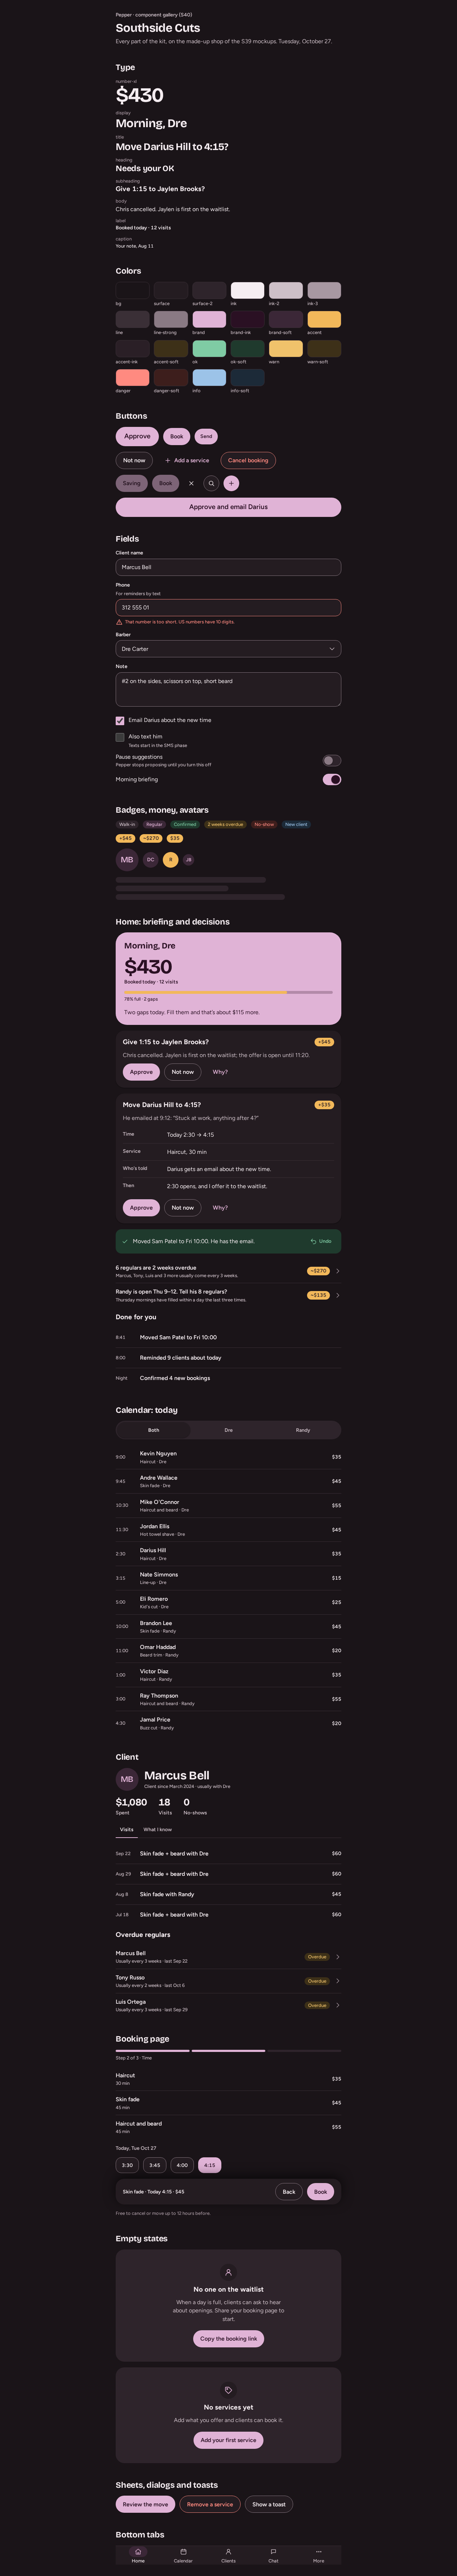 Pepper · component gallery (S40)
Southside Cuts
Every part of the kit, on the made-up shop of the S39 mockups. Tuesday, October 27.
Type
number-xl
$430
display
Morning, Dre
title
Move Darius Hill to 4:15?
heading
Needs your OK
subheading
Give 1:15 to Jaylen Brooks?
body
Chris cancelled. Jaylen is first on the waitlist.
label
Booked today · 12 visits
caption
Your note, Aug 11
Colors
bg surface surface-2 ink ink-2 ink-3
line line-strong brand brand-ink brand-soft accent
accent-ink accent-soft ok ok-soft warn warn-soft
danger danger-soft info info-soft
Buttons
Approve Book Send
Not now Add a service Cancel booking
Saving Book
Approve and email Darius
Fields
Client name
Marcus Bell
Phone
For reminders by text
312 555 01
That number is too short. US numbers have 10 digits.
Barber
Dre Carter
Note
#2 on the sides, scissors on top, short beard
Email Darius about the new time
Also text him
Texts start in the SMS phase
Pause suggestions
Pepper stops proposing until you turn this off
Morning briefing
Badges, money, avatars
Walk-in Regular Confirmed 2 weeks overdue No-show New client
+$45 ~$270 $35
MB DC R JB
Home: briefing and decisions
Morning, Dre
$430
Booked today · 12 visits
78% full · 2 gaps
Two gaps today. Fill them and that's about $115 more.
Give 1:15 to Jaylen Brooks? +$45
Chris cancelled. Jaylen is first on the waitlist; the offer is open until 11:20.
Approve Not now Why?
Move Darius Hill to 4:15? +$35
He emailed at 9:12: "Stuck at work, anything after 4?"
Time Today 2:30 → 4:15
Service Haircut, 30 min
Who's told Darius gets an email about the new time.
Then 2:30 opens, and I offer it to the waitlist.
Approve Not now Why?
Moved Sam Patel to Fri 10:00. He has the email. Undo
6 regulars are 2 weeks overdue ~$270
Marcus, Tony, Luis and 3 more usually come every 3 weeks.
Randy is open Thu 9–12. Tell his 8 regulars? ~$135
Thursday mornings have filled within a day the last three times.
Done for you
8:41 Moved Sam Patel to Fri 10:00
8:00 Reminded 9 clients about today
Night Confirmed 4 new bookings
Calendar: today
Both Dre Randy
9:00 Kevin Nguyen $35
Haircut · Dre
9:45 Andre Wallace $45
Skin fade · Dre
10:30 Mike O'Connor $55
Haircut and beard · Dre
11:30 Jordan Ellis $45
Hot towel shave · Dre
2:30 Darius Hill $35
Haircut · Dre
3:15 Nate Simmons $15
Line-up · Dre
5:00 Eli Romero $25
Kid's cut · Dre
10:00 Brandon Lee $45
Skin fade · Randy
11:00 Omar Haddad $20
Beard trim · Randy
1:00 Victor Diaz $35
Haircut · Randy
3:00 Ray Thompson $55
Haircut and beard · Randy
4:30 Jamal Price $20
Buzz cut · Randy
Client
MB Marcus Bell
Client since March 2024 · usually with Dre
$1,080 18 0
Spent Visits No-shows
Visits What I know
Sep 22 Skin fade + beard with Dre $60
Aug 29 Skin fade + beard with Dre $60
Aug 8 Skin fade with Randy $45
Jul 18 Skin fade + beard with Dre $60
Overdue regulars
Marcus Bell Overdue
Usually every 3 weeks · last Sep 22
Tony Russo Overdue
Usually every 2 weeks · last Oct 6
Luis Ortega Overdue
Usually every 3 weeks · last Sep 29
Booking page
Step 2 of 3 · Time
Haircut $35
30 min
Skin fade $45
45 min
Haircut and beard $55
45 min
Today, Tue Oct 27
3:30 3:45 4:00 4:15
Skin fade · Today 4:15 · $45 Back Book
Free to cancel or move up to 12 hours before.
Empty states
No one on the waitlist
When a day is full, clients can ask to hear
about openings. Share your booking page to
start.
Copy the booking link
No services yet
Add what you offer and clients can book it.
Add your first service
Sheets, dialogs and toasts
Review the move Remove a service Show a toast
Bottom tabs
Home Calendar Clients Chat More